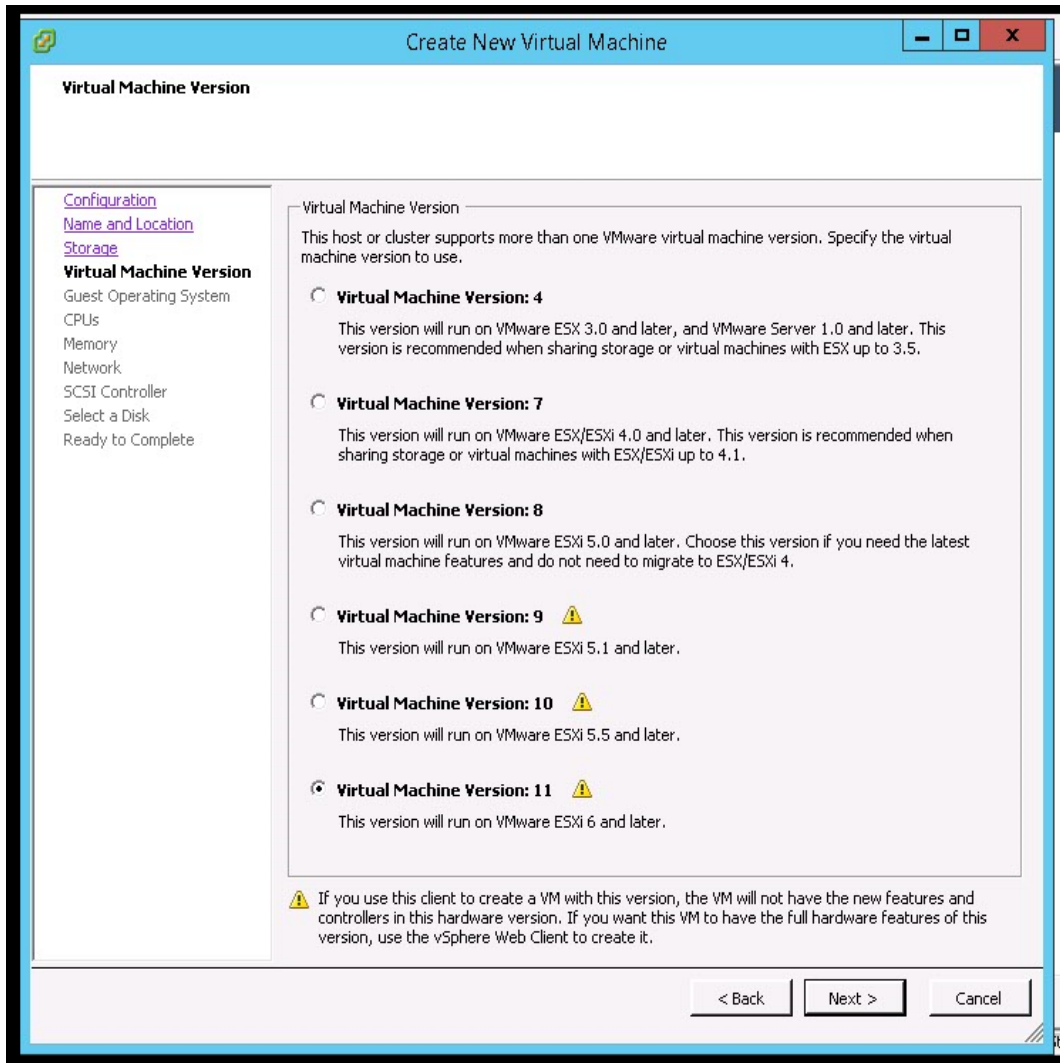 Create New Virtual Machine
Virtual Machine Version
Configuration
Name and Location
Storage
Virtual Machine Version
Guest Operating System
CPUs
Memory
Network
SCSI Controller
Select a Disk
Ready to Complete
Virtual Machine Version
This host or cluster supports more than one VMware virtual machine version. Specify the virtual
machine version to use.
Virtual Machine Version: 4
This version will run on VMware ESX 3.0 and later, and VMware Server 1.0 and later. This
version is recommended when sharing storage or virtual machines with ESX up to 3.5.
Virtual Machine Version: 7
This version will run on VMware ESX/ESXi 4.0 and later. This version is recommended when
sharing storage or virtual machines with ESX/ESXi up to 4.1.
Virtual Machine Version: 8
This version will run on VMware ESXi 5.0 and later. Choose this version if you need the latest
virtual machine features and do not need to migrate to ESX/ESXi 4.
Virtual Machine Version: 9
This version will run on VMware ESXi 5.1 and later.
Virtual Machine Version: 10
This version will run on VMware ESXi 5.5 and later.
Virtual Machine Version: 11
This version will run on VMware ESXi 6 and later.
If you use this client to create a VM with this version, the VM will not have the new features and
controllers in this hardware version. If you want this VM to have the full hardware features of this
version, use the vSphere Web Client to create it.
< Back Next > Cancel